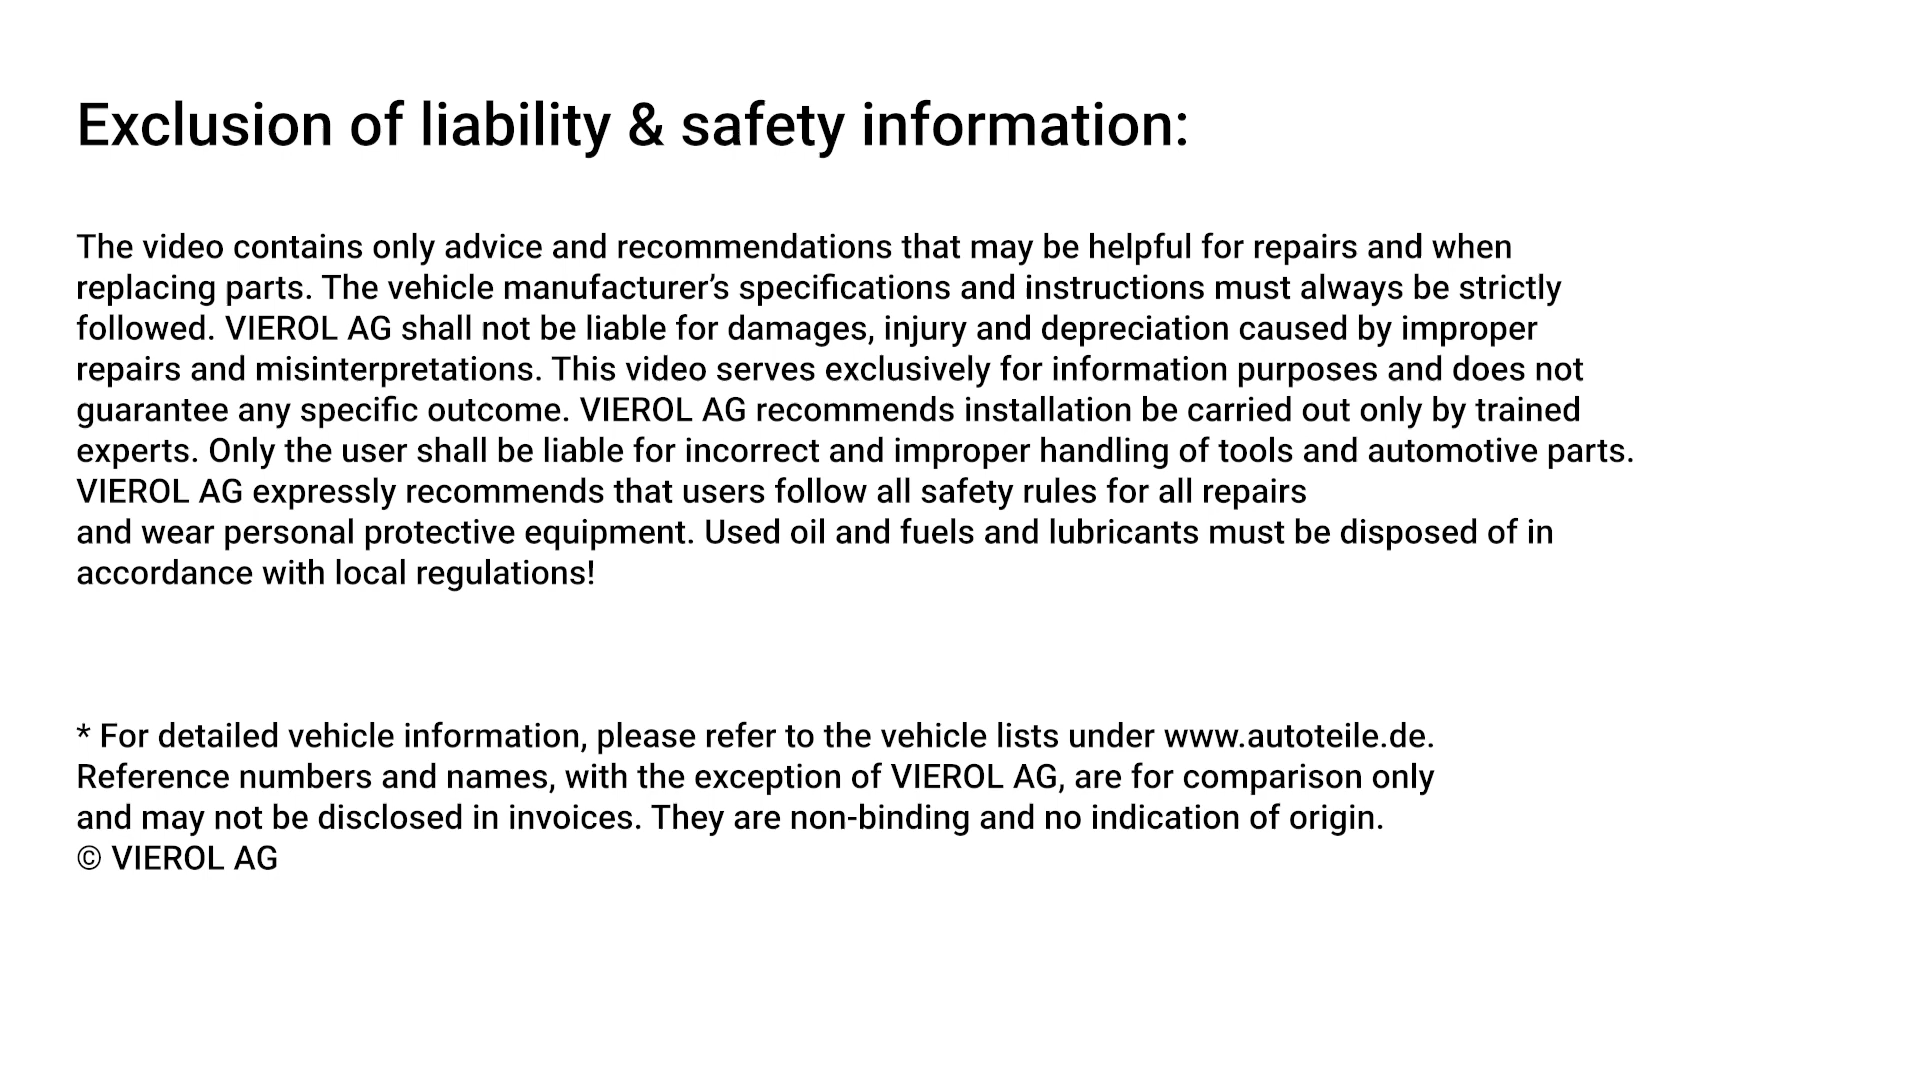 Exclusion of liability & safety information:
The video contains only advice and recommendations that may be helpful for repairs and when
replacing parts. The vehicle manufacturer’s specifications and instructions must always be strictly
followed. VIEROL AG shall not be liable for damages, injury and depreciation caused by improper
repairs and misinterpretations. This video serves exclusively for information purposes and does not
guarantee any specific outcome. VIEROL AG recommends installation be carried out only by trained
experts. Only the user shall be liable for incorrect and improper handling of tools and automotive parts.
VIEROL AG expressly recommends that users follow all safety rules for all repairs
and wear personal protective equipment. Used oil and fuels and lubricants must be disposed of in
accordance with local regulations!
* For detailed vehicle information, please refer to the vehicle lists under www.autoteile.de.
Reference numbers and names, with the exception of VIEROL AG, are for comparison only
and may not be disclosed in invoices. They are non-binding and no indication of origin.
© VIEROL AG